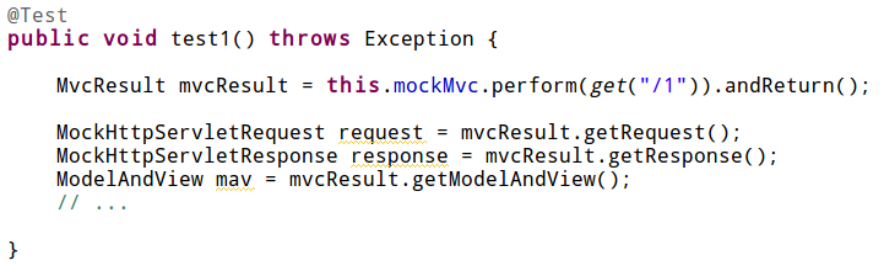 @Test
public void test1() throws Exception {
MvcResult mvcResult = this.mockMvc.perform(get("/1")).andReturn();
MockHttpServletRequest request = mvcResult.getRequest();
MockHttpServletResponse response = mvcResult.getResponse();
ModelAndView mav = mvcResult.getModelAndView();
// ...
}